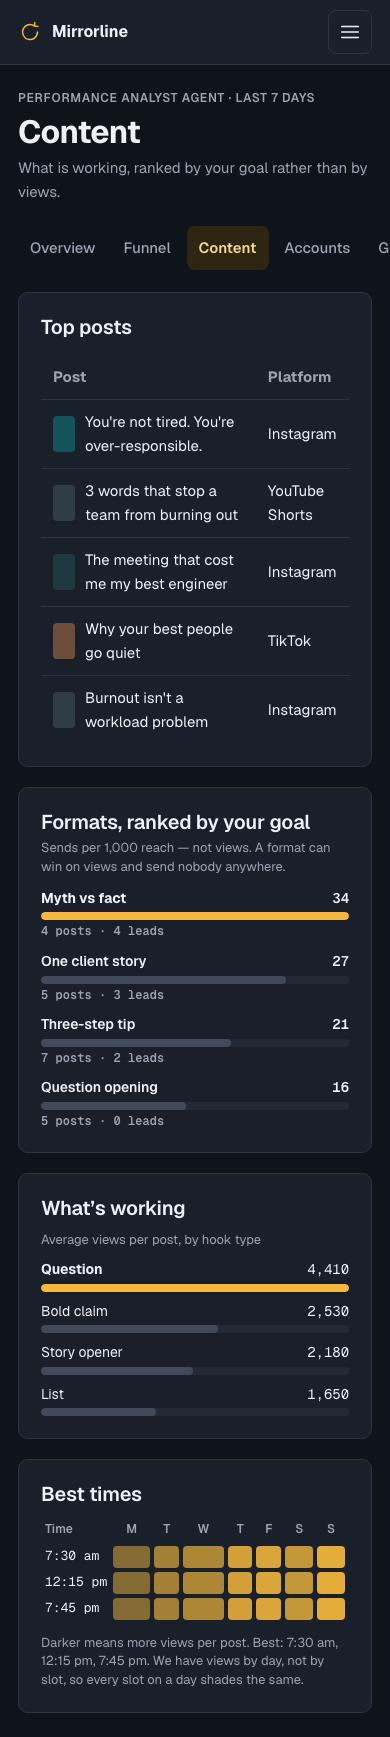 Mirrorline
PERFORMANCE ANALYST AGENT · LAST 7 DAYS
Content
What is working, ranked by your goal rather than by
views.
Overview Funnel Content Accounts G
Top posts
Post Platform
You're not tired. You're
over-responsible.
Instagram
3 words that stop a
team from burning out
YouTube
Shorts
The meeting that cost
me my best engineer
Instagram
Why your best people
go quiet
TikTok
Burnout isn't a
workload problem
Instagram
Formats, ranked by your goal
Sends per 1,000 reach — not views. A format can
win on views and send nobody anywhere.
Myth vs fact 34
4 posts · 4 leads
One client story 27
5 posts · 3 leads
Three-step tip 21
7 posts · 2 leads
Question opening 16
5 posts · 0 leads
What’s working
Average views per post, by hook type
Question 4,410
Bold claim 2,530
Story opener 2,180
List 1,650
Best times
Time M T W T F S S
7:30 am
12:15 pm
7:45 pm
Darker means more views per post. Best: 7:30 am,
12:15 pm, 7:45 pm. We have views by day, not by
slot, so every slot on a day shades the same.